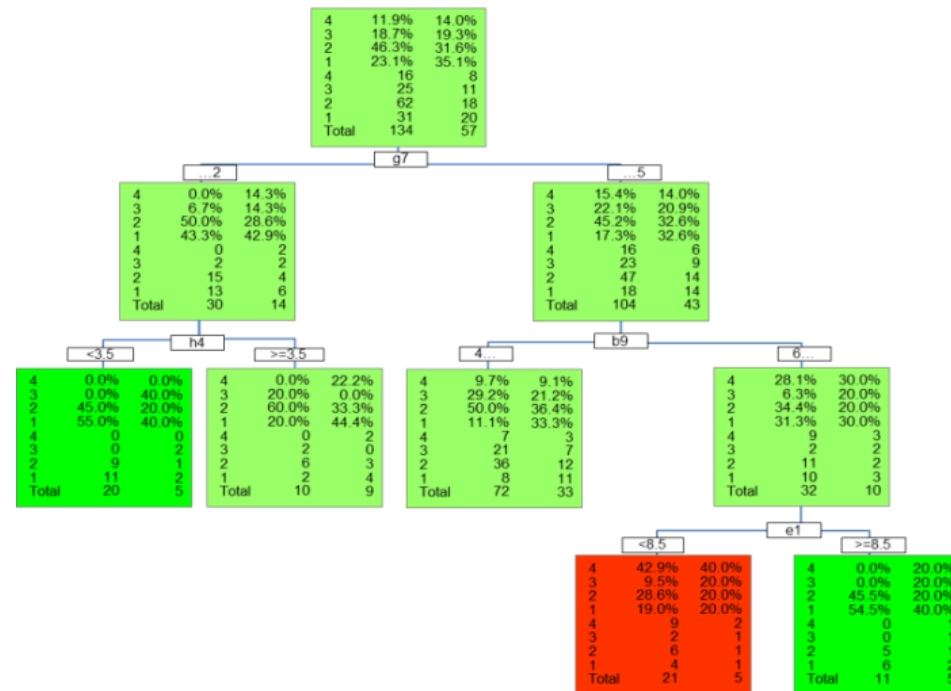 4 11.9% 14.0%
3 18.7% 19.3%
2 46.3% 31.6%
1 23.1% 35.1%
4 16 8
3 25 11
2 62 18
1 31 20
Total 134 57
g7
...2
...5
4 0.0% 14.3%
3 6.7% 14.3%
2 50.0% 28.6%
1 43.3% 42.9%
4 0 2
3 2 2
2 15 4
1 13 6
Total 30 14
4 15.4% 14.0%
3 22.1% 20.9%
2 45.2% 32.6%
1 17.3% 32.6%
4 16 6
3 23 9
2 47 14
1 18 14
Total 104 43
h4
<3.5
>=3.5
b9
4...
6...
4 0.0% 0.0%
3 0.0% 40.0%
2 45.0% 20.0%
1 55.0% 40.0%
4 0 0
3 0 2
2 9 1
1 11 2
Total 20 5
4 0.0% 22.2%
3 20.0% 0.0%
2 60.0% 33.3%
1 20.0% 44.4%
4 0 2
3 2 0
2 6 3
1 2 4
Total 10 9
4 9.7% 9.1%
3 29.2% 21.2%
2 50.0% 36.4%
1 11.1% 33.3%
4 7 3
3 21 7
2 36 12
1 8 11
Total 72 33
4 28.1% 30.0%
3 6.3% 20.0%
2 34.4% 20.0%
1 31.3% 30.0%
4 9 3
3 2 2
2 11 2
1 10 3
Total 32 10
e1
<8.5
>=8.5
4 42.9% 40.0%
3 9.5% 20.0%
2 28.6% 20.0%
1 19.0% 20.0%
4 9 2
3 2 1
2 6 1
1 4 1
Total 21 5
4 0.0% 20.0%
3 0.0% 20.0%
2 45.5% 20.0%
1 54.5% 40.0%
4 0
3 0
2 5
1 6
Total 11